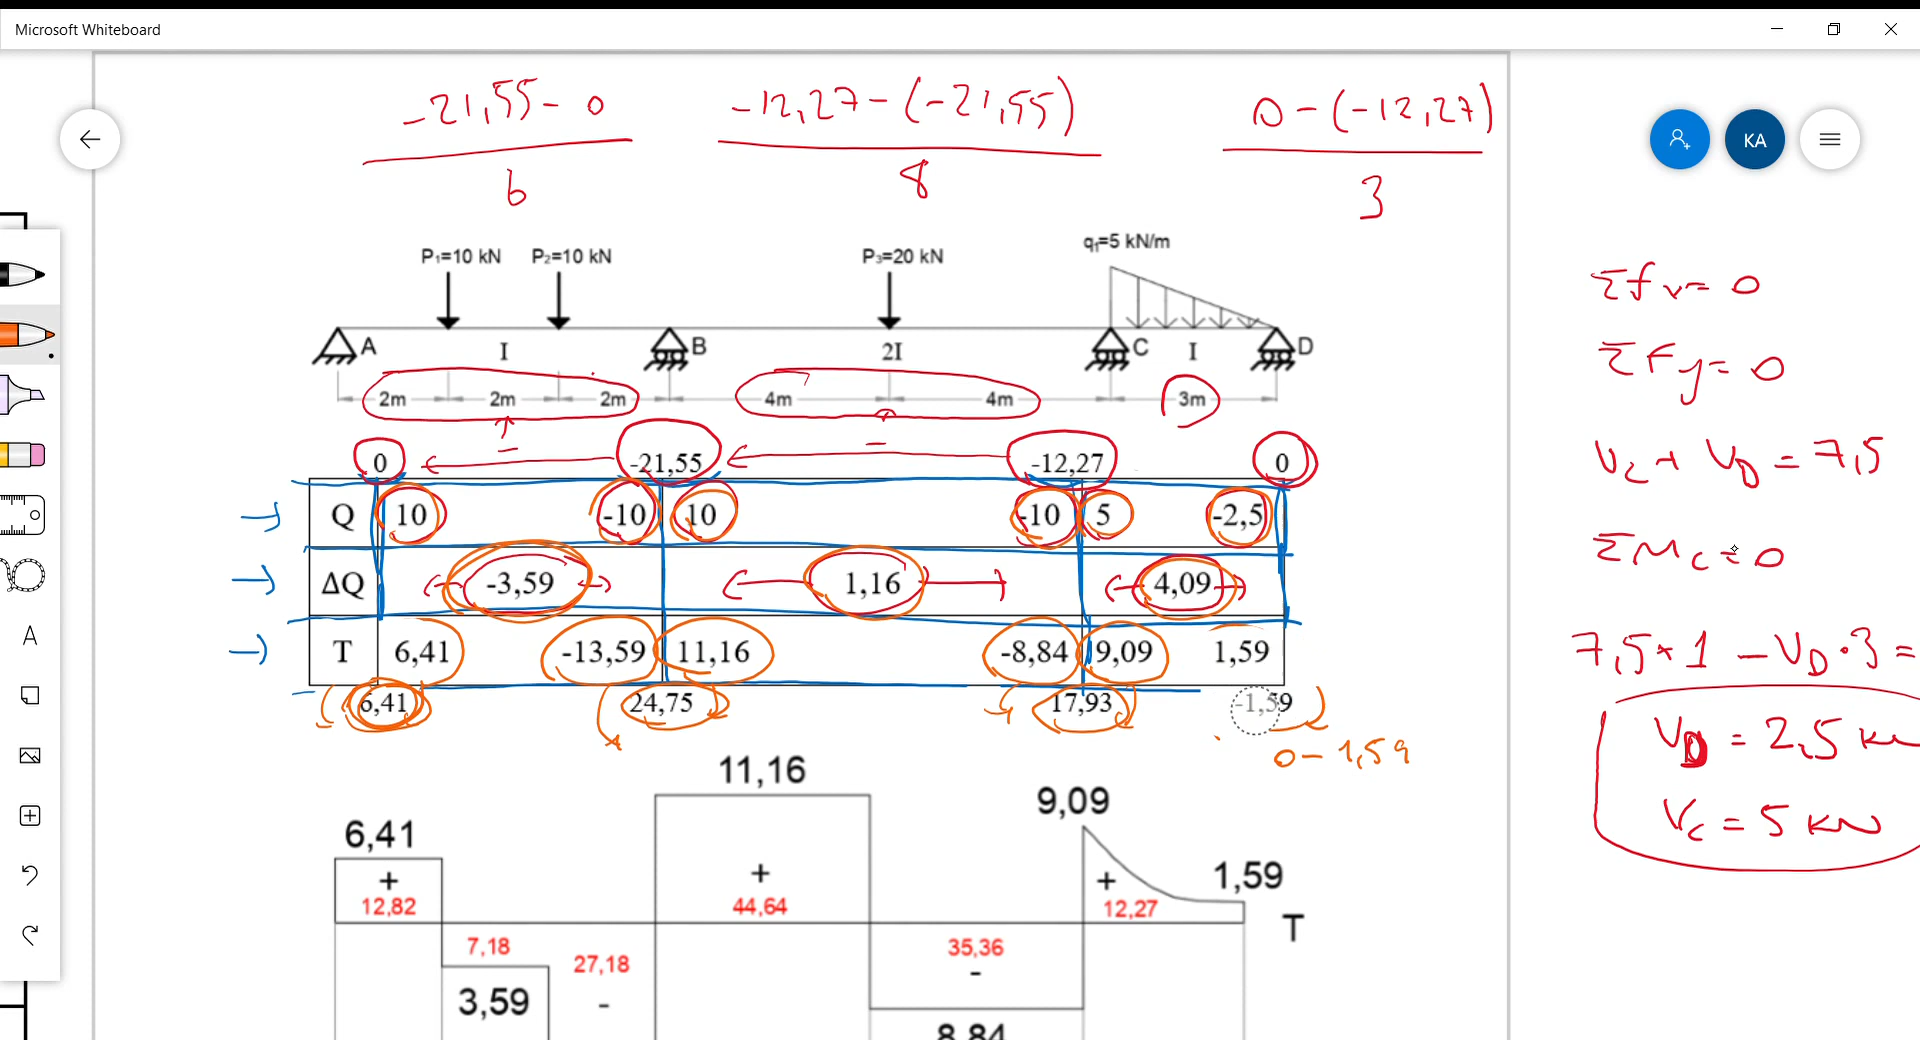 Microsoft Whiteboard
-21,55 - 0
6
-12,27 - (-21,55)
8
0 - (-12,27)
3
KA
P₁=10 kN P₂=10 kN P₃=20 kN q₁=5 kN/m
A I B 2I C I D
2m 2m 2m 4m 4m 3m
0 -21,55 -12,27 0
Q 10 -10 10 -10 5 -2,5
ΔQ -3,59 1,16 4,09
T 6,41 -13,59 11,16 -8,84 9,09 1,59
6,41 24,75 17,93 -1,59
0 - 1,59
Σfx= 0
ΣFy= 0
Vc + VD = 7,5
ΣMc= 0
7,5*1 - VD·3 =
VD = 2,5 kN
Vc = 5 kN
11,16
6,41 9,09
+ + + 1,59
12,82 44,64 12,27
T
7,18 27,18 35,36
3,59 - -
8,84
A